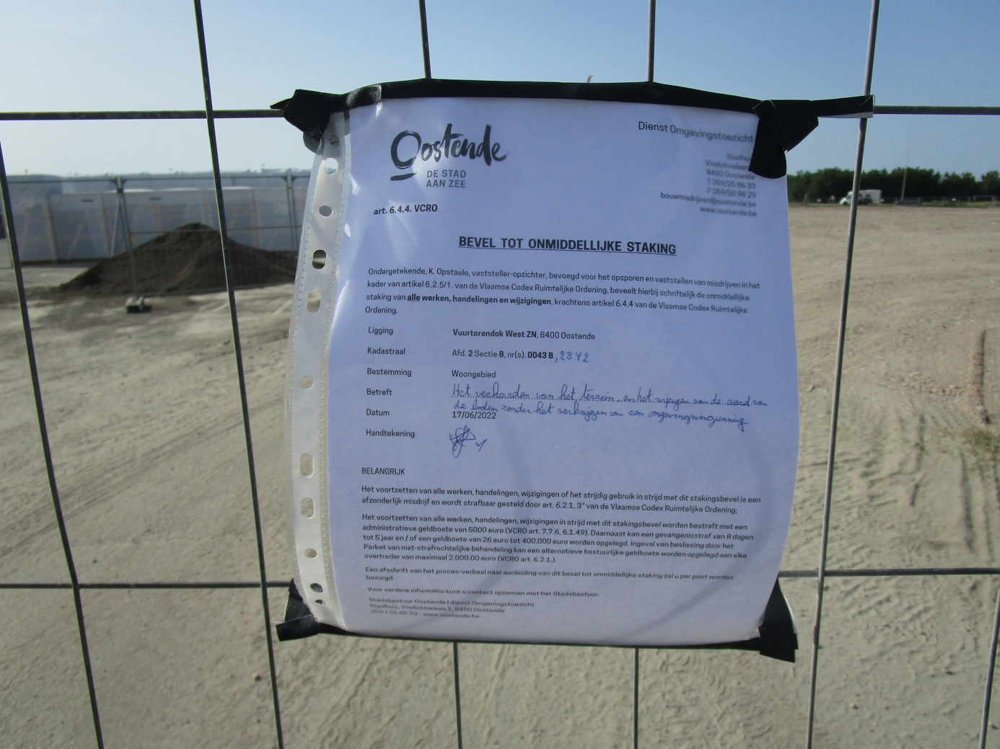 Oostende
DE STAD
AAN ZEE
Dienst Omgevingstoezicht
Stadhuis
Vindictivelaan
8400 Oostende
T 059/25 86 33
F 059/50 98 29
bouwmisdrijven@oostende.be
www.oostende.be
art. 6.4.4. VCRO
BEVEL TOT ONMIDDELLIJKE STAKING
Ondergetekende, K. Opstaele, vaststeller-opzichter, bevoegd voor het opsporen en vaststellen van misdrijven in het
kader van artikel 6.2.5/1. van de Vlaamse Codex Ruimtelijke Ordening, beveelt hierbij schriftelijk de onmiddellijke
staking van alle werken, handelingen en wijzigingen, krachtens artikel 6.4.4 van de Vlaamse Codex Ruimtelijke
Ordening.
Ligging Vuurtorendok West ZN, 8400 Oostende
Kadastraal Afd. 2 Sectie B, nr(s). 0043 B, 28 Y2
Bestemming Woongebied
Betreft Het verharden van het terrein en het wijzigen van de aard van
de bodem zonder het verkrijgen van een omgevingsvergunning
Datum 17/06/2022
Handtekening
BELANGRIJK
Het voortzetten van alle werken, handelingen, wijzigingen of het strijdig gebruik in strijd met dit stakingsbevel is een
afzonderlijk misdrijf en wordt strafbaar gesteld door art. 6.2.1, 3° van de Vlaamse Codex Ruimtelijke Ordening;
Het voortzetten van alle werken, handelingen, wijzigingen in strijd met dit stakingsbevel worden bestraft met een
administratieve geldboete van 5000 euro (VCRO art. 7.7.6, 6.1.49). Daarnaast kan een gevangenisstraf van 8 dagen
tot 5 jaar en / of een geldboete van 26 euro tot 400.000 euro worden opgelegd. Ingeval van beslissing door het
Parket van niet-strafrechtelijke behandeling kan een alternatieve bestuurlijke geldboete worden opgelegd aan elke
overtreder van maximaal 2.000.00 euro (VCRO art. 6.2.1.).
Een afschrift van het proces-verbaal naar aanleiding van dit bevel tot onmiddellijke staking zal u per post worden
bezorgd.
Voor verdere informatie kunt u contact opnemen met het Stadsbestuur:
Stadsbestuur Oostende | dienst Omgevingstoezicht
Stadhuis, Vindictivelaan 1, 8400 Oostende
059 / 25 86 33 - www.oostende.be